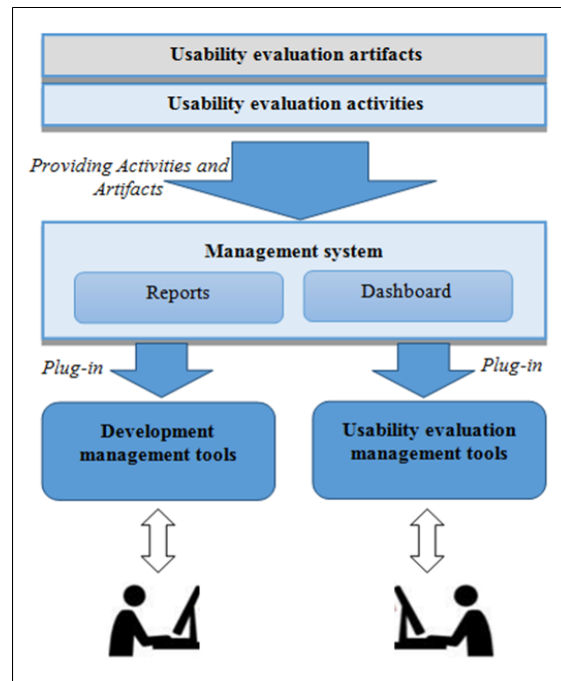 Usability evaluation artifacts
Usability evaluation activities
Providing Activities and
Artifacts
Management system
Reports
Dashboard
Plug-in
Plug-in
Development
management tools
Usability evaluation
management tools